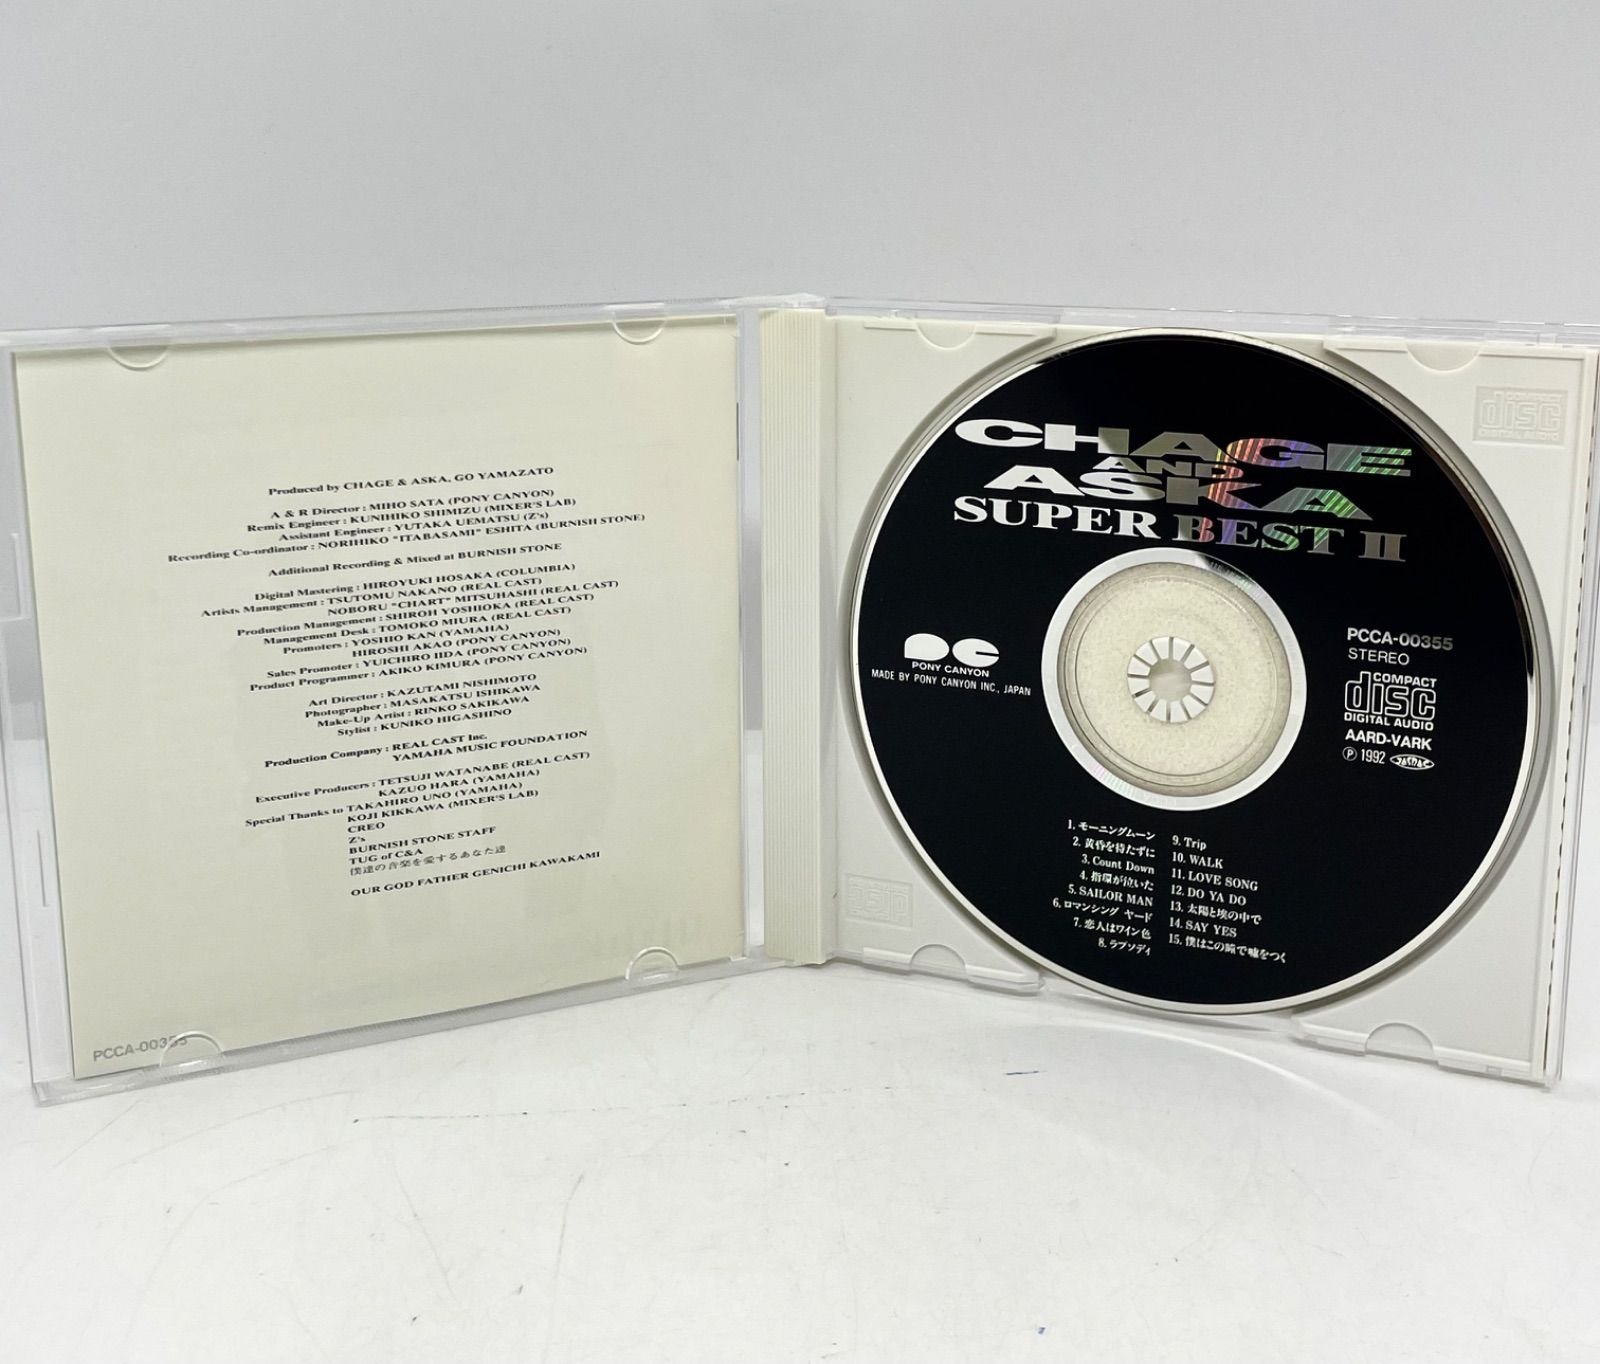 Produced by CHAGE & ASKA, GO YAMAZATO
A & R Director : MIHO SATA (PONY CANYON)
Remix Engineer : KUNIHIKO SHIMIZU (MIXER'S LAB)
Assistant Engineer : YUTAKA UEMATSU (Z's)
Recording Co-ordinator : NORIHIKO "ITABASAMI" ESHITA (BURNISH STONE)
Additional Recording & Mixed at BURNISH STONE
Digital Mastering : HIROYUKI HOSAKA (COLUMBIA)
Artists Management : TSUTOMU NAKANO (REAL CAST)
NOBORU "CHART" MITSUHASHI (REAL CAST)
Production Management : SHIROH YOSHIOKA (REAL CAST)
Management Desk : TOMOKO MIURA (REAL CAST)
Promoters : YOSHIO KAN (YAMAHA)
HIROSHI AKAO (PONY CANYON)
Sales Promoter : YUICHIRO IIDA (PONY CANYON)
Product Programmer : AKIKO KIMURA (PONY CANYON)
Art Director : KAZUTAMI NISHIMOTO
Photographer : MASAKATSU ISHIKAWA
Make-Up Artist : RINKO SAKIKAWA
Stylist : KUNIKO HIGASHINO
Production Company : REAL CAST Inc.
YAMAHA MUSIC FOUNDATION
Executive Producers : TETSUJI WATANABE (REAL CAST)
KAZUO HARA (YAMAHA)
Special Thanks to TAKAHIRO UNO (YAMAHA)
KOJI KIKKAWA (MIXER'S LAB)
CREO
Z's
BURNISH STONE STAFF
TUG of C&A
僕達の音楽を愛するあなた達
OUR GOD FATHER GENICHI KAWAKAMI
PCCA-00355
CHAGE
AND
ASKA
SUPER BEST II
PONY CANYON
MADE BY PONY CANYON INC., JAPAN
PCCA-00355
STEREO
COMPACT
disc
DIGITAL AUDIO
AARD-VARK
Ⓟ 1992 JASRAC
1. モーニングムーン
2. 黄昏を待たずに
3. Count Down
4. 指環が泣いた
5. SAILOR MAN
6. ロマンシング ヤード
7. 恋人はワイン色
8. ラプソディ
9. Trip
10. WALK
11. LOVE SONG
12. DO YA DO
13. 太陽と埃の中で
14. SAY YES
15. 僕はこの瞳で嘘をつく
COMPACT
disc
DIGITAL AUDIO
disc